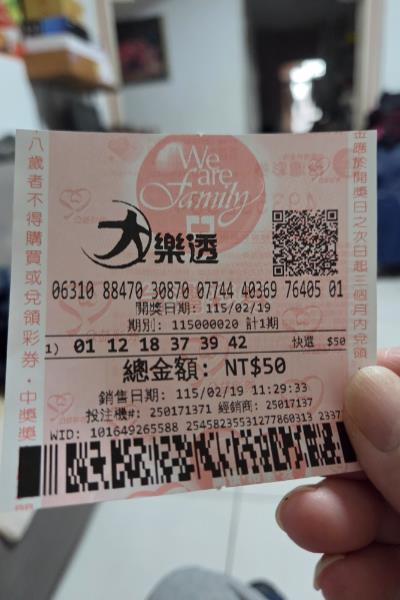 We are Family
大樂透
06310 88470 30870 07744 40369 76405 01
開獎日期: 115/02/19
期別: 115000020 計1期
1) 01 12 18 37 39 42 快選 $50
總金額: NT$50
銷售日期: 115/02/19 11:29:33
投注機#: 250171371 經銷商: 25017137
WID: 101649265588 25458235531277860313 2337
八歲者不得購買或兌領彩券。中獎獎
金應於開獎日之次日起三個月內兌領